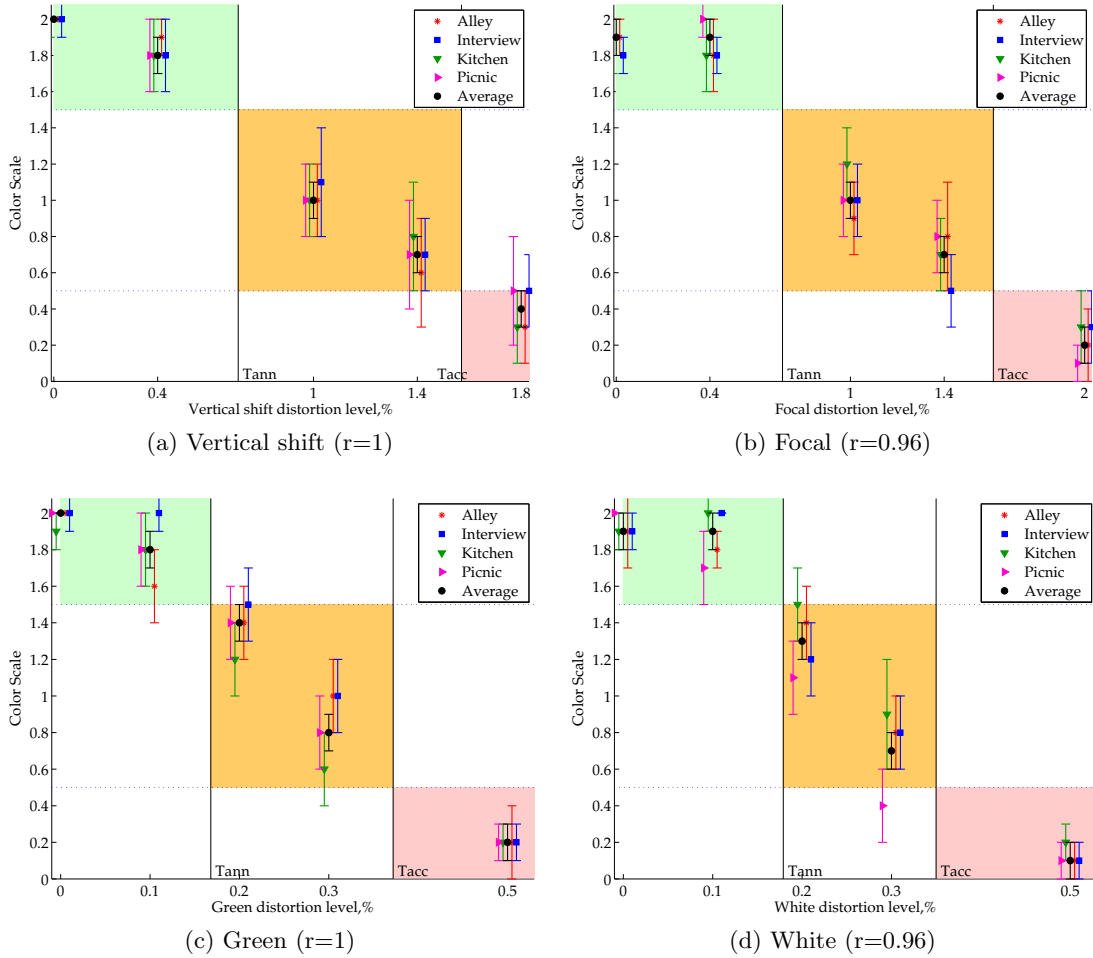 2
1.8
1.6
1.4
1.2
1
0.8
0.6
0.4
0.2
0
Color Scale
Alley
Interview
Kitchen
Picnic
Average
Tann
Tacc
0 0.4 1 1.4 1.8
Vertical shift distortion level,%
(a) Vertical shift (r=1)
2
1.8
1.6
1.4
1.2
1
0.8
0.6
0.4
0.2
0
Color Scale
Alley
Interview
Kitchen
Picnic
Average
Tann
Tacc
0 0.4 1 1.4 2
Focal distortion level,%
(b) Focal (r=0.96)
2
1.8
1.6
1.4
1.2
1
0.8
0.6
0.4
0.2
0
Color Scale
Alley
Interview
Kitchen
Picnic
Average
Tann
Tacc
0 0.1 0.2 0.3 0.5
Green distortion level,%
(c) Green (r=1)
2
1.8
1.6
1.4
1.2
1
0.8
0.6
0.4
0.2
0
Color Scale
Alley
Interview
Kitchen
Picnic
Average
Tann
Tacc
0 0.1 0.2 0.3 0.5
White distortion level,%
(d) White (r=0.96)